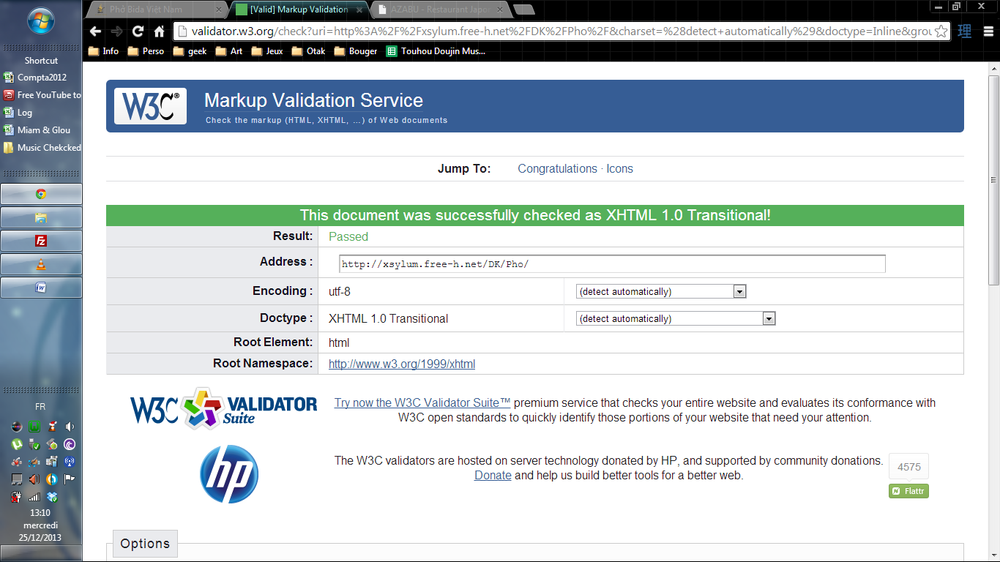 Phở Bida Việt Nam
[Valid] Markup Validation
AZABU - Restaurant Japo
validator.w3.org/check?uri=http%3A%2F%2Fxsylum.free-h.net%2FDK%2FPho%2F&charset=%28detect+automatically%29&doctype=Inline&grou
理
Info
Perso
geek
Art
Jeux
Otak
Bouger
Touhou Doujin Mus...
Shortcut
Compta2012
Free YouTube to
Log
Miam & Glou
Music Chekcked
FR
13:10
mercredi
25/12/2013
W3C®
Markup Validation Service
Check the markup (HTML, XHTML, …) of Web documents
Jump To: Congratulations · Icons
This document was successfully checked as XHTML 1.0 Transitional!
Result: Passed
Address : http://xsylum.free-h.net/DK/Pho/
Encoding : utf-8 (detect automatically)
Doctype : XHTML 1.0 Transitional (detect automatically)
Root Element: html
Root Namespace: http://www.w3.org/1999/xhtml
W3C VALIDATOR
Suite
Try now the W3C Validator Suite™ premium service that checks your entire website and evaluates its conformance with
W3C open standards to quickly identify those portions of your website that need your attention.
hp
The W3C validators are hosted on server technology donated by HP, and supported by community donations.
Donate and help us build better tools for a better web.
4575
Flattr
Options